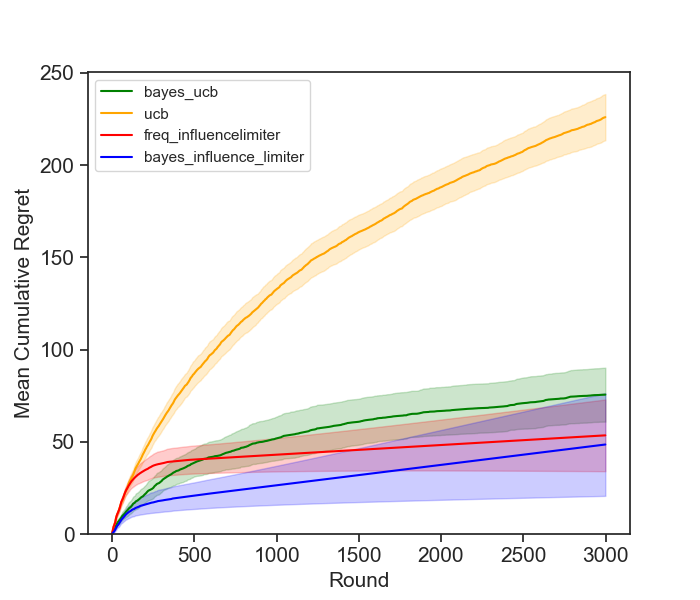 250
200
150
100
50
0
Mean Cumulative Regret
bayes_ucb
ucb
freq_influencelimiter
bayes_influence_limiter
0 500 1000 1500 2000 2500 3000
Round